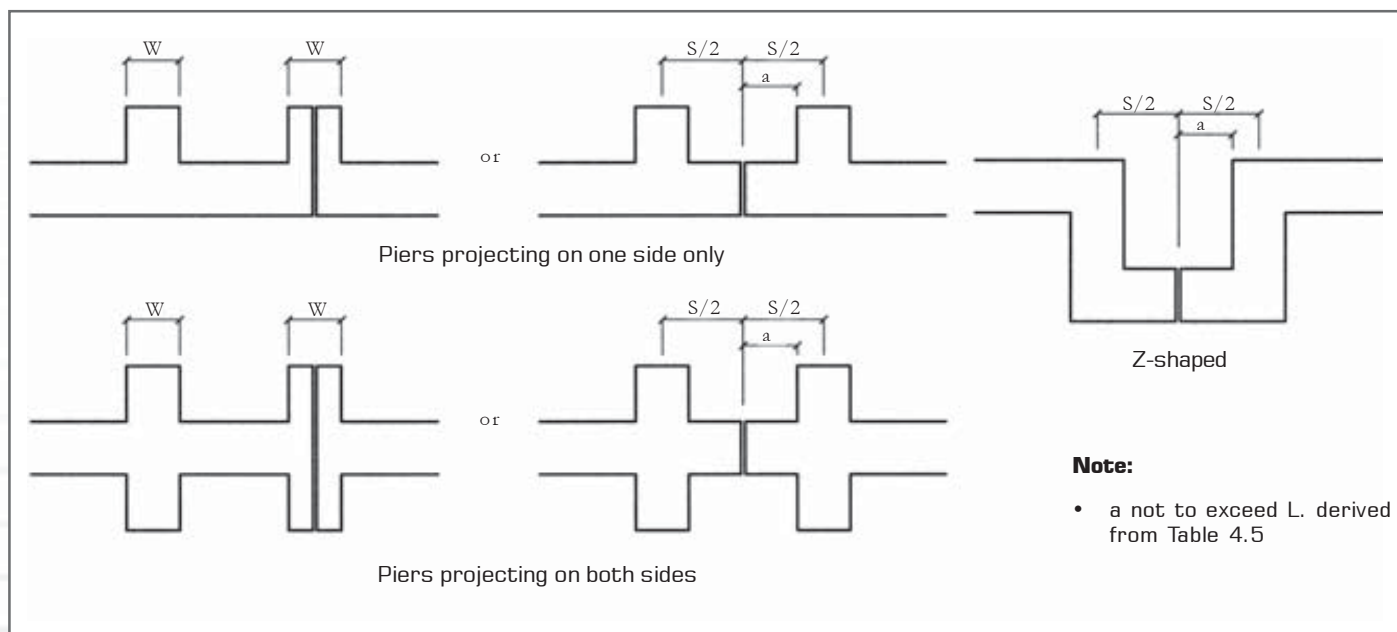 W W S/2 S/2
a
or
Piers projecting on one side only
S/2 S/2
a
Z-shaped
W W S/2 S/2
a
or
Piers projecting on both sides
Note:
• a not to exceed L. derived
from Table 4.5